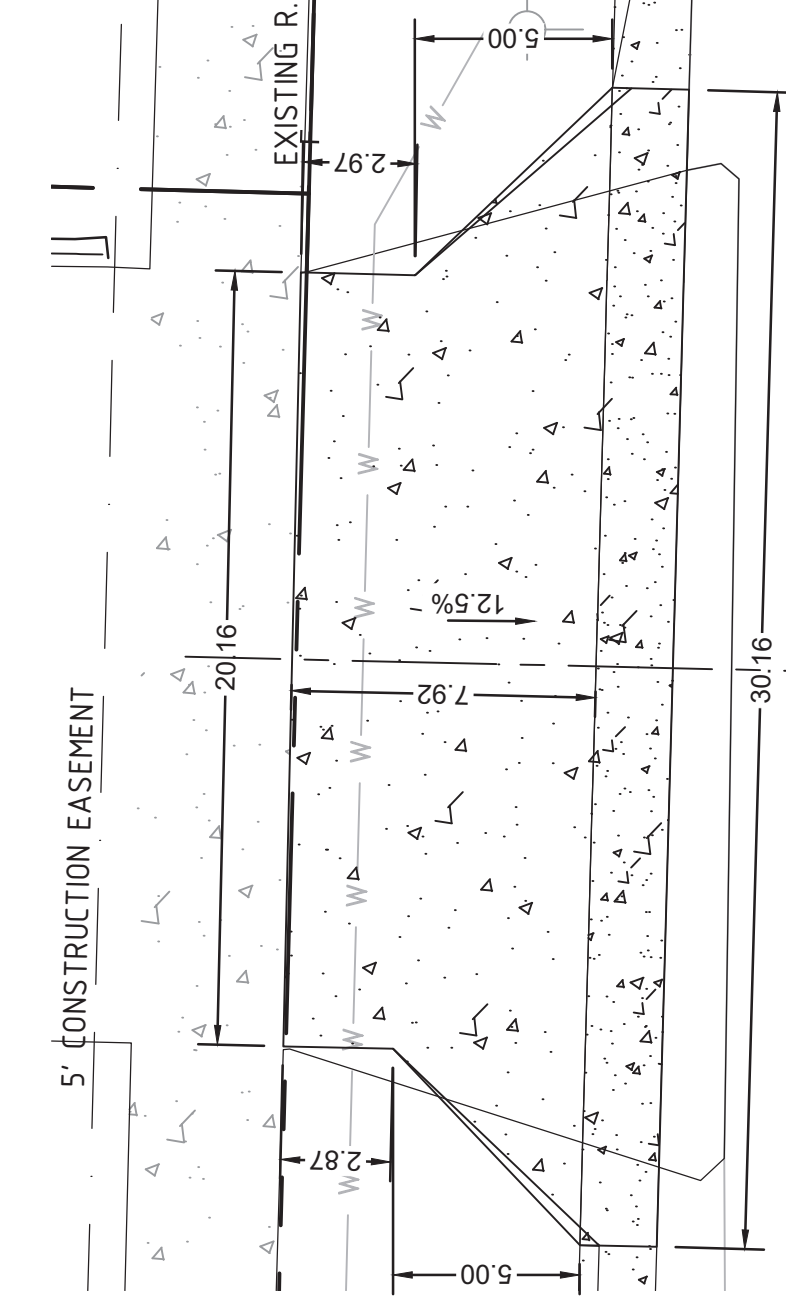 EXISTING R.
5.00
2.97
W
W
W
W
12.5%
20.16
7.92
30.16
5' CONSTRUCTION EASEMENT
W
W
W
2.87
W
5.00